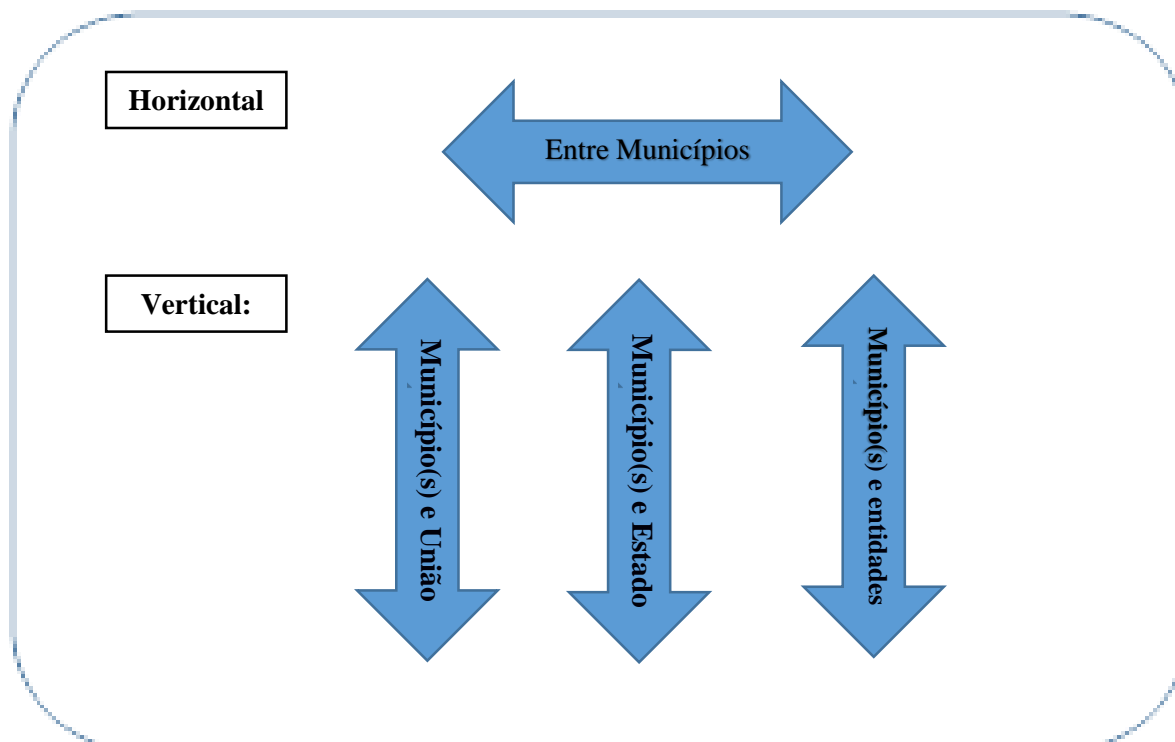 Horizontal
Entre Municípios
Vertical:
Município(s) e União
Município(s) e Estado
Município(s) e entidades